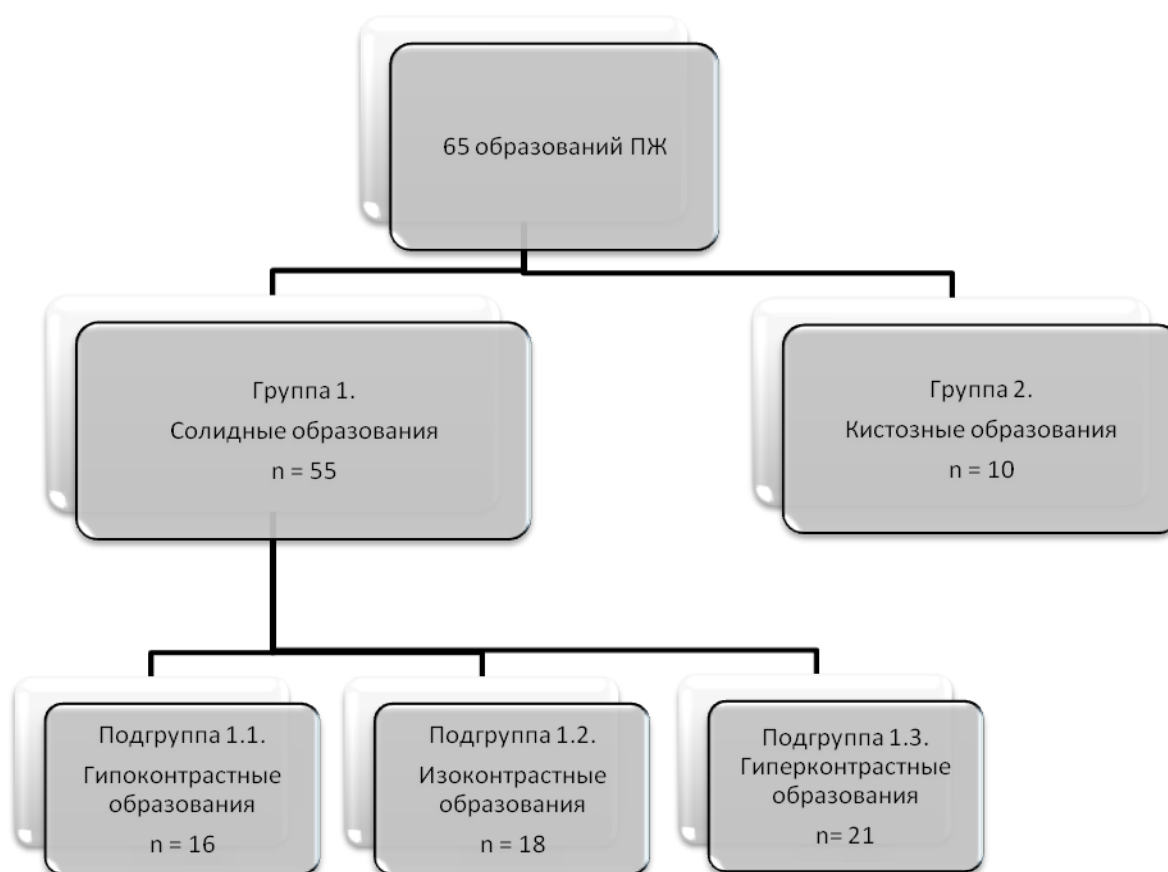 65 образований ПЖ
Группа 1.
Солидные образования
n = 55
Группа 2.
Кистозные образования
n = 10
Подгруппа 1.1.
Гипоконтрастные
образования
n = 16
Подгруппа 1.2.
Изоконтрастные
образования
n = 18
Подгруппа 1.3.
Гиперконтрастные
образования
n= 21